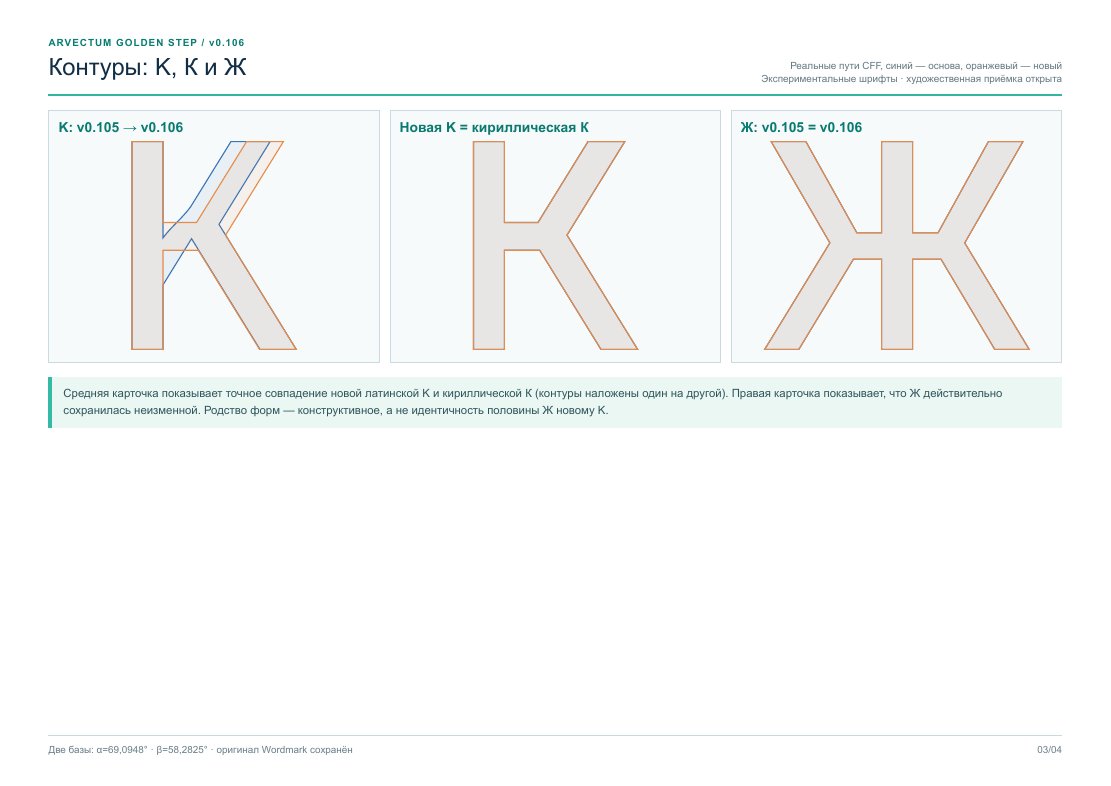 ARVECTUM GOLDEN STEP / v0.106
Контуры: K, К и Ж
Реальные пути CFF, синий — основа, оранжевый — новый
Экспериментальные шрифты · художественная приёмка открыта
K: v0.105 → v0.106
Новая K = кириллическая К
Ж: v0.105 = v0.106
Средняя карточка показывает точное совпадение новой латинской K и кириллической К (контуры наложены один на другой). Правая карточка показывает, что Ж действительно
сохранилась неизменной. Родство форм — конструктивное, а не идентичность половины Ж новому K.
Две базы: α=69,0948° · β=58,2825° · оригинал Wordmark сохранён
03/04